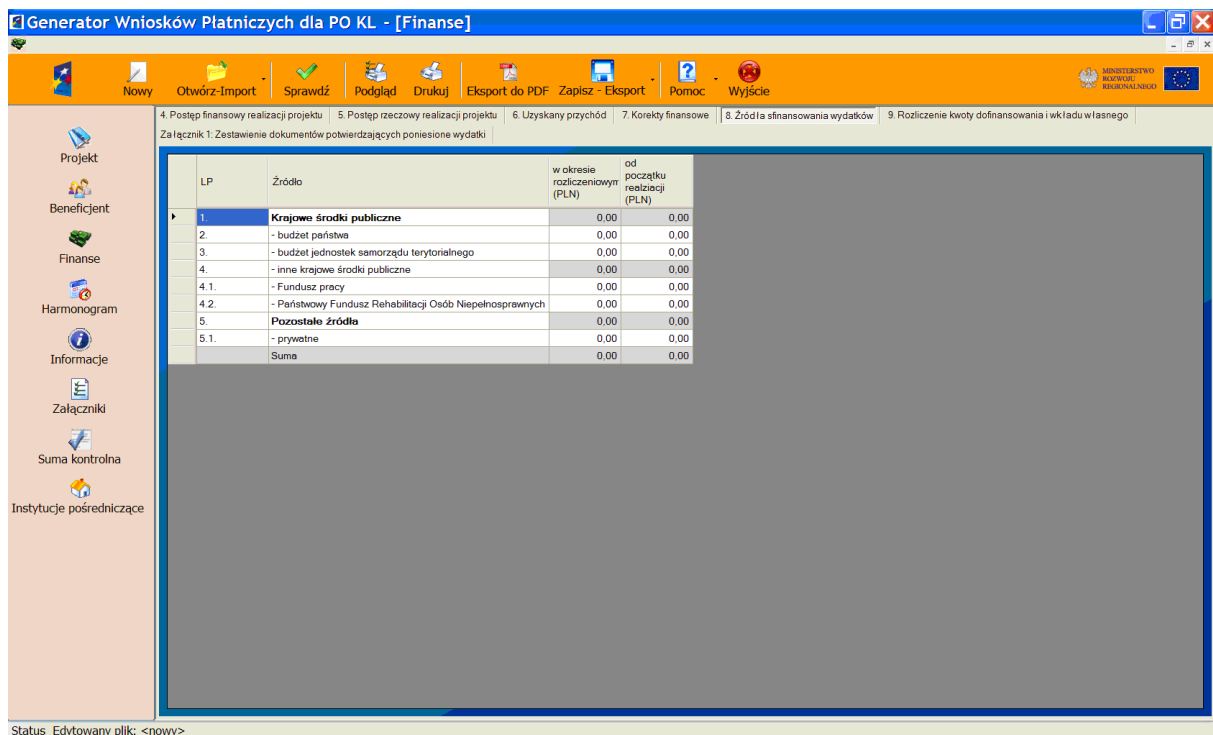 Generator Wniosków Płatniczych dla PO KL - [Finanse]
Nowy Otwórz-Import Sprawdź Podgląd Drukuj Eksport do PDF Zapisz - Eksport Pomoc Wyjście
MINISTERSTWO
ROZWOJU
REGIONALNEGO
4. Postęp finansowy realizacji projektu 5. Postęp rzeczowy realizacji projektu 6. Uzyskany przychód 7. Korekty finansowe 8. Źródła sfinansowania wydatków 9. Rozliczenie kwoty dofinansowania i wkładu własnego
Załącznik 1: Zestawienie dokumentów potwierdzających poniesione wydatki
Projekt
Beneficjent
Finanse
Harmonogram
Informacje
Załączniki
Suma kontrolna
Instytucje pośredniczące
LP Źródło w okresie rozliczeniowym (PLN) od początku realziacji (PLN)
1. Krajowe środki publiczne 0,00 0,00
2. - budżet państwa 0,00 0,00
3. - budżet jednostek samorządu terytorialnego 0,00 0,00
4. - inne krajowe środki publiczne 0,00 0,00
4.1. - Fundusz pracy 0,00 0,00
4.2. - Państwowy Fundusz Rehabilitacji Osób Niepełnosprawnych 0,00 0,00
5. Pozostałe źródła 0,00 0,00
5.1. - prywatne 0,00 0,00
Suma 0,00 0,00
Status Edytowany plik: <nowy>